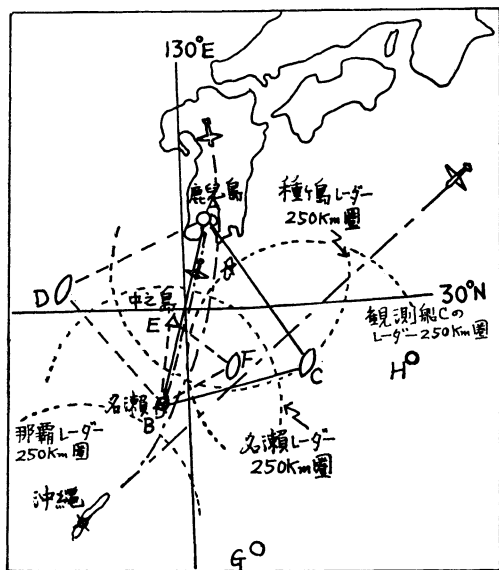 130°E
鹿児島
種ヶ島レーダー
250Km圏
A
D
中之島
E
30°N
観測船Cの
レーダー250Km圏
F
C
H
名瀬
B
那覇レーダー
250Km圏
名瀬レーダー
250Km圏
沖縄
G